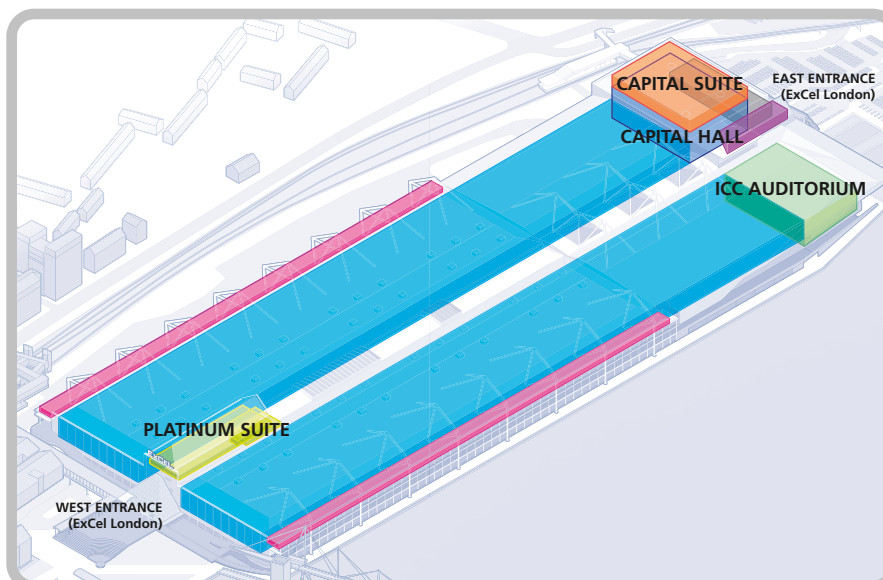 CAPITAL SUITE
EAST ENTRANCE
(ExCel London)
CAPITAL HALL
ICC AUDITORIUM
PLATINUM SUITE
WEST ENTRANCE
(ExCel London)